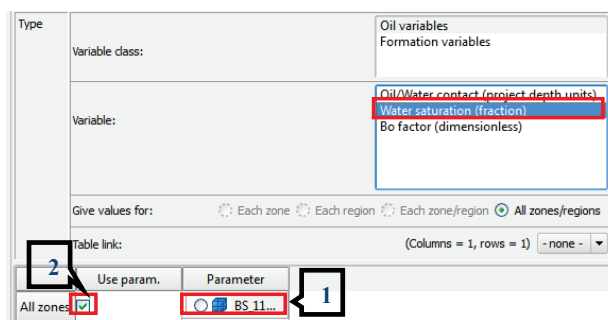 Type
Variable class:
Oil variables
Formation variables
Variable:
Oil/Water contact (project depth units)
Water saturation (fraction)
Bo factor (dimensionless)
Give values for: Each zone Each region Each zone/region All zones/regions
Table link: (Columns = 1, rows = 1) - none -
2
Use param. Parameter
1
All zones BS_11...